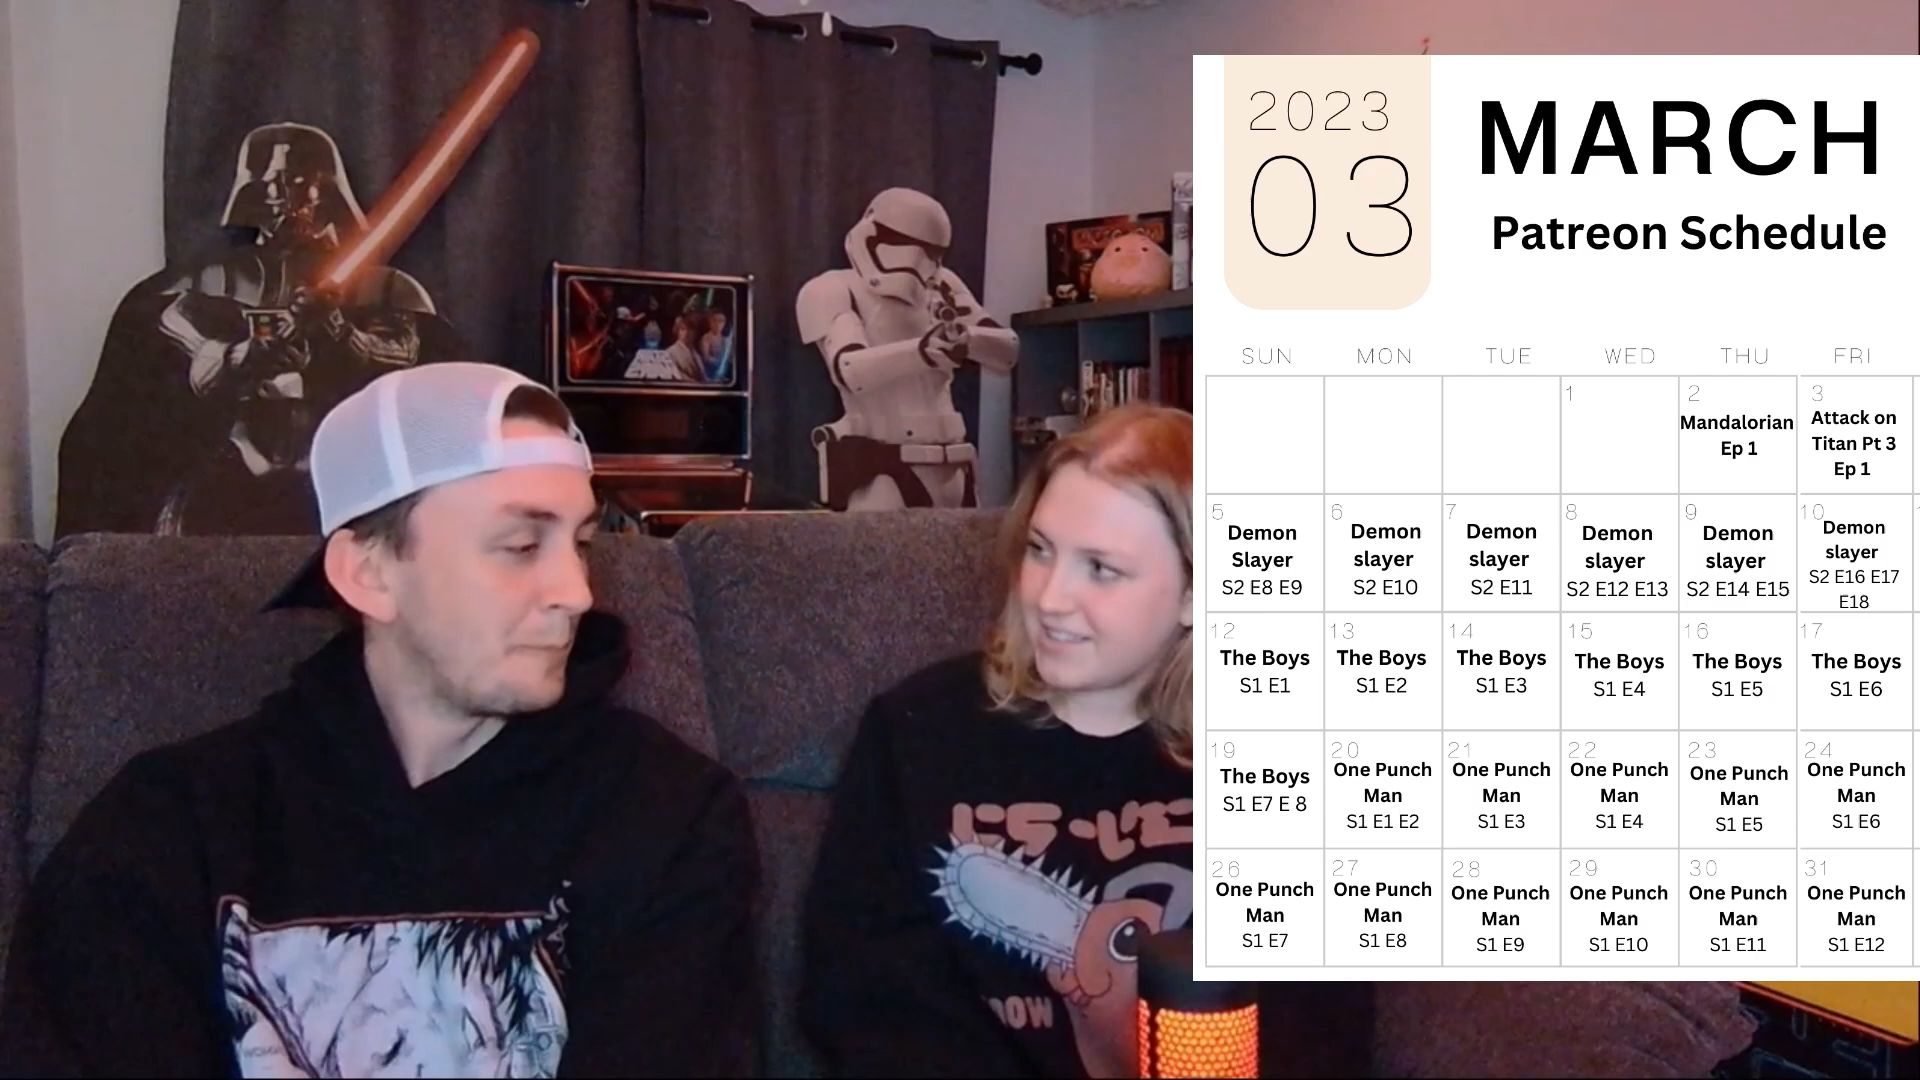 2023
03
MARCH
Patreon Schedule
SUN MON TUE WED THU FRI
1
2
Mandalorian
Ep 1
3
Attack on
Titan Pt 3
Ep 1
5
Demon
Slayer
S2 E8 E9
6
Demon
slayer
S2 E10
7
Demon
slayer
S2 E11
8
Demon
slayer
S2 E12 E13
9
Demon
slayer
S2 E14 E15
10
Demon
slayer
S2 E16 E17
E18
12
The Boys
S1 E1
13
The Boys
S1 E2
14
The Boys
S1 E3
15
The Boys
S1 E4
16
The Boys
S1 E5
17
The Boys
S1 E6
19
The Boys
S1 E7 E 8
20
One Punch
Man
S1 E1 E2
21
One Punch
Man
S1 E3
22
One Punch
Man
S1 E4
23
One Punch
Man
S1 E5
24
One Punch
Man
S1 E6
26
One Punch
Man
S1 E7
27
One Punch
Man
S1 E8
28
One Punch
Man
S1 E9
29
One Punch
Man
S1 E10
30
One Punch
Man
S1 E11
31
One Punch
Man
S1 E12